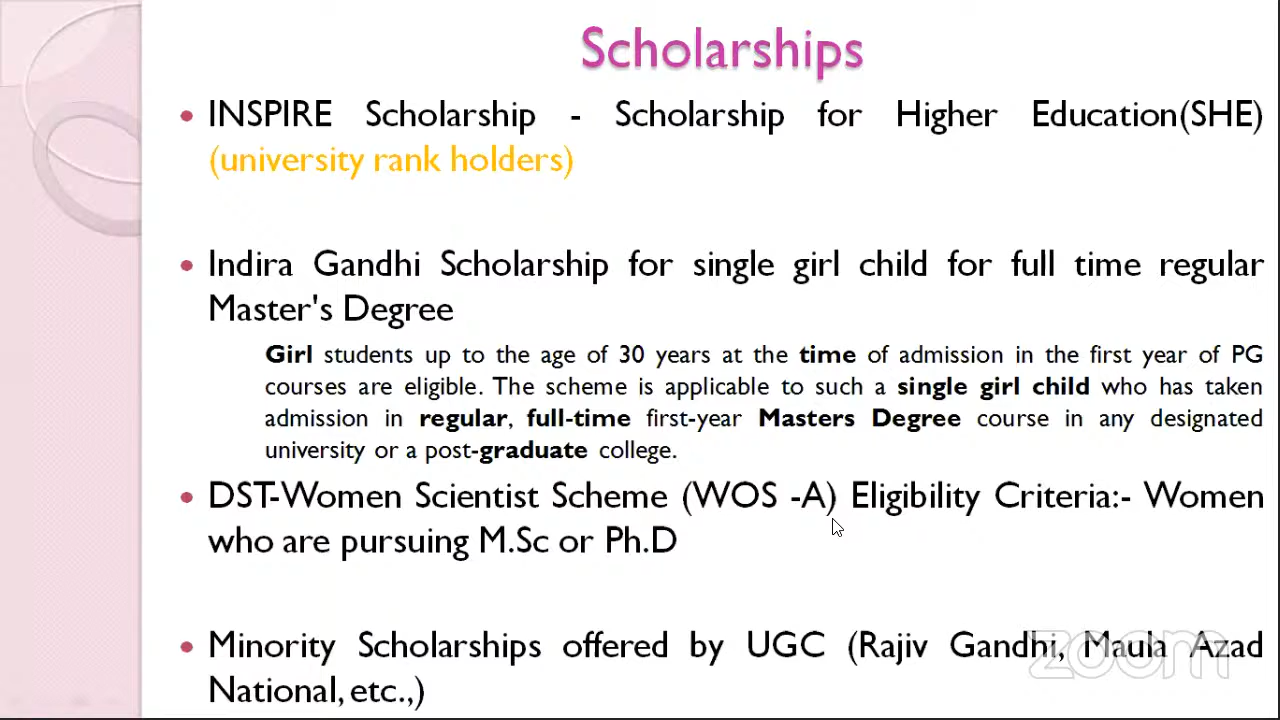 Scholarships
• INSPIRE Scholarship - Scholarship for Higher Education(SHE)
(university rank holders)
• Indira Gandhi Scholarship for single girl child for full time regular
Master's Degree
Girl students up to the age of 30 years at the time of admission in the first year of PG
courses are eligible. The scheme is applicable to such a single girl child who has taken
admission in regular, full-time first-year Masters Degree course in any designated
university or a post-graduate college.
• DST-Women Scientist Scheme (WOS -A) Eligibility Criteria:- Women
who are pursuing M.Sc or Ph.D
• Minority Scholarships offered by UGC (Rajiv Gandhi, Maula Azad
National, etc.,)
zoom